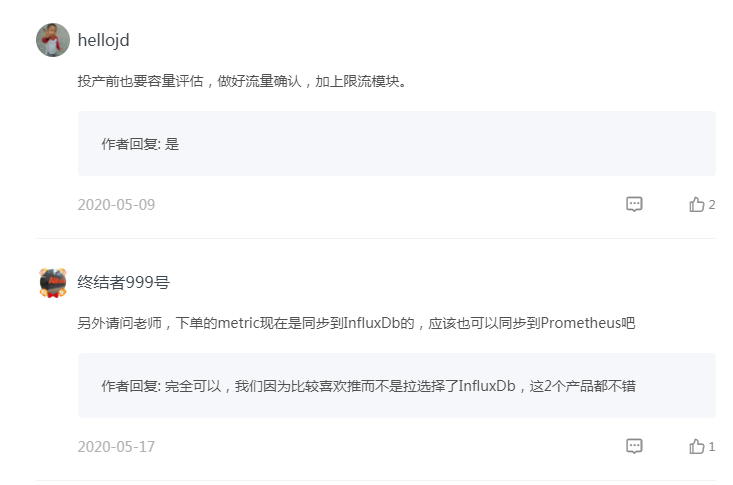 hellojd
投产前也要容量评估，做好流量确认，加上限流模块。
作者回复: 是
2020-05-09
2
终结者999号
另外请问老师，下单的metric现在是同步到InfluxDb的，应该也可以同步到Prometheus吧
作者回复: 完全可以，我们因为比较喜欢推而不是拉选择了InfluxDb，这2个产品都不错
2020-05-17
1